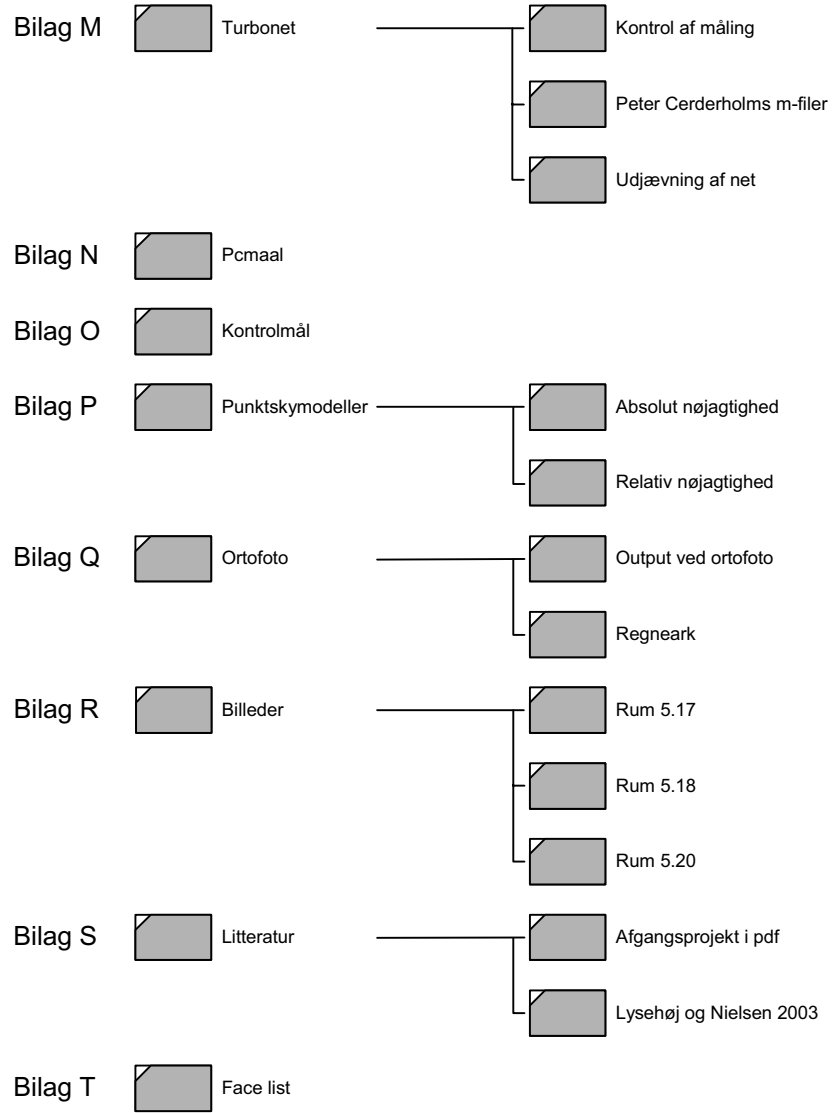 Bilag M Turbonet Kontrol af måling
Peter Cerderholms m-filer
Udjævning af net
Bilag N Pcmaal
Bilag O Kontrolmål
Bilag P Punktskymodeller Absolut nøjagtighed
Relativ nøjagtighed
Bilag Q Ortofoto Output ved ortofoto
Regneark
Bilag R Billeder Rum 5.17
Rum 5.18
Rum 5.20
Bilag S Litteratur Afgangsprojekt i pdf
Lysehøj og Nielsen 2003
Bilag T Face list